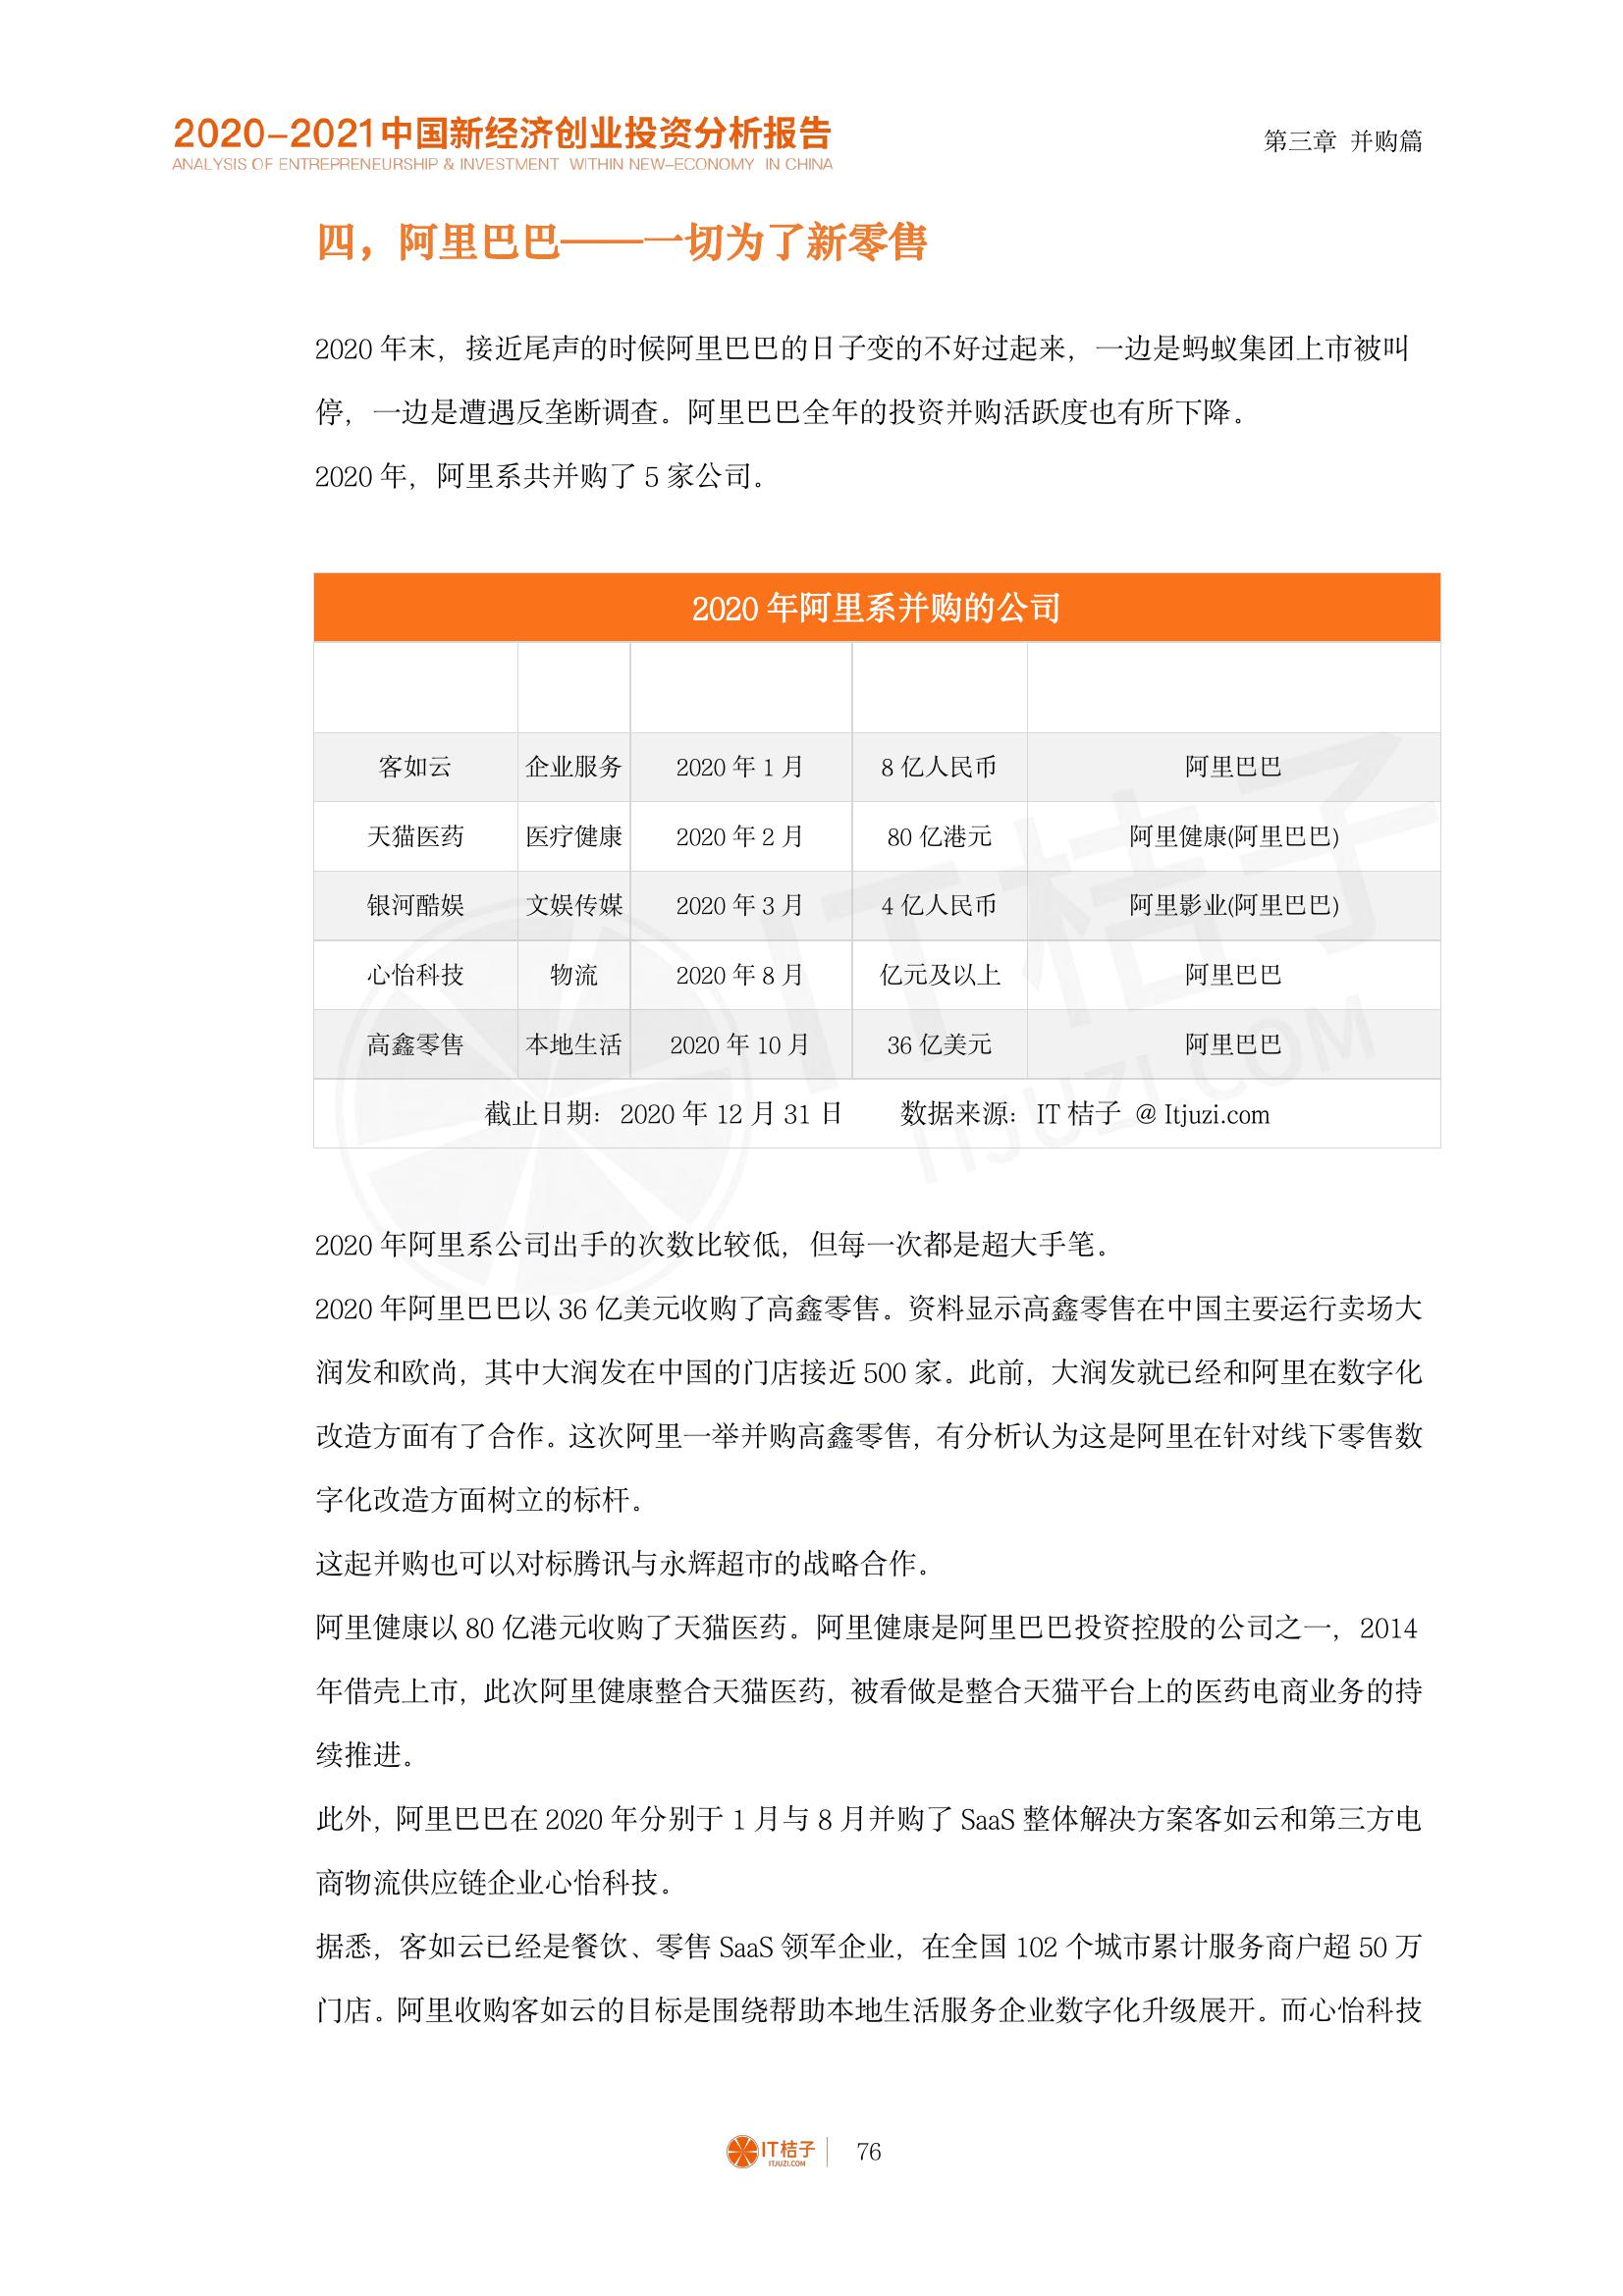 2020-2021中国新经济创业投资分析报告
ANALYSIS OF ENTREPRENEURSHIP & INVESTMENT WITHIN NEW-ECONOMY IN CHINA
第三章 并购篇
四，阿里巴巴——一切为了新零售
2020 年末，接近尾声的时候阿里巴巴的日子变的不好过起来，一边是蚂蚁集团上市被叫
停，一边是遭遇反垄断调查。阿里巴巴全年的投资并购活跃度也有所下降。
2020 年，阿里系共并购了 5 家公司。
2020 年阿里系并购的公司
客如云 企业服务 2020 年 1 月 8 亿人民币 阿里巴巴
天猫医药 医疗健康 2020 年 2 月 80 亿港元 阿里健康(阿里巴巴)
银河酷娱 文娱传媒 2020 年 3 月 4 亿人民币 阿里影业(阿里巴巴)
心怡科技 物流 2020 年 8 月 亿元及以上 阿里巴巴
高鑫零售 本地生活 2020 年 10 月 36 亿美元 阿里巴巴
截止日期：2020 年 12 月 31 日 数据来源：IT 桔子 @ Itjuzi.com
IT桔子
ITJUZI.COM
2020 年阿里系公司出手的次数比较低，但每一次都是超大手笔。
2020 年阿里巴巴以 36 亿美元收购了高鑫零售。资料显示高鑫零售在中国主要运行卖场大
润发和欧尚，其中大润发在中国的门店接近 500 家。此前，大润发就已经和阿里在数字化
改造方面有了合作。这次阿里一举并购高鑫零售，有分析认为这是阿里在针对线下零售数
字化改造方面树立的标杆。
这起并购也可以对标腾讯与永辉超市的战略合作。
阿里健康以 80 亿港元收购了天猫医药。阿里健康是阿里巴巴投资控股的公司之一，2014
年借壳上市，此次阿里健康整合天猫医药，被看做是整合天猫平台上的医药电商业务的持
续推进。
此外，阿里巴巴在 2020 年分别于 1 月与 8 月并购了 SaaS 整体解决方案客如云和第三方电
商物流供应链企业心怡科技。
据悉，客如云已经是餐饮、零售 SaaS 领军企业，在全国 102 个城市累计服务商户超 50 万
门店。阿里收购客如云的目标是围绕帮助本地生活服务企业数字化升级展开。而心怡科技
IT桔子
ITJUZI.COM
76